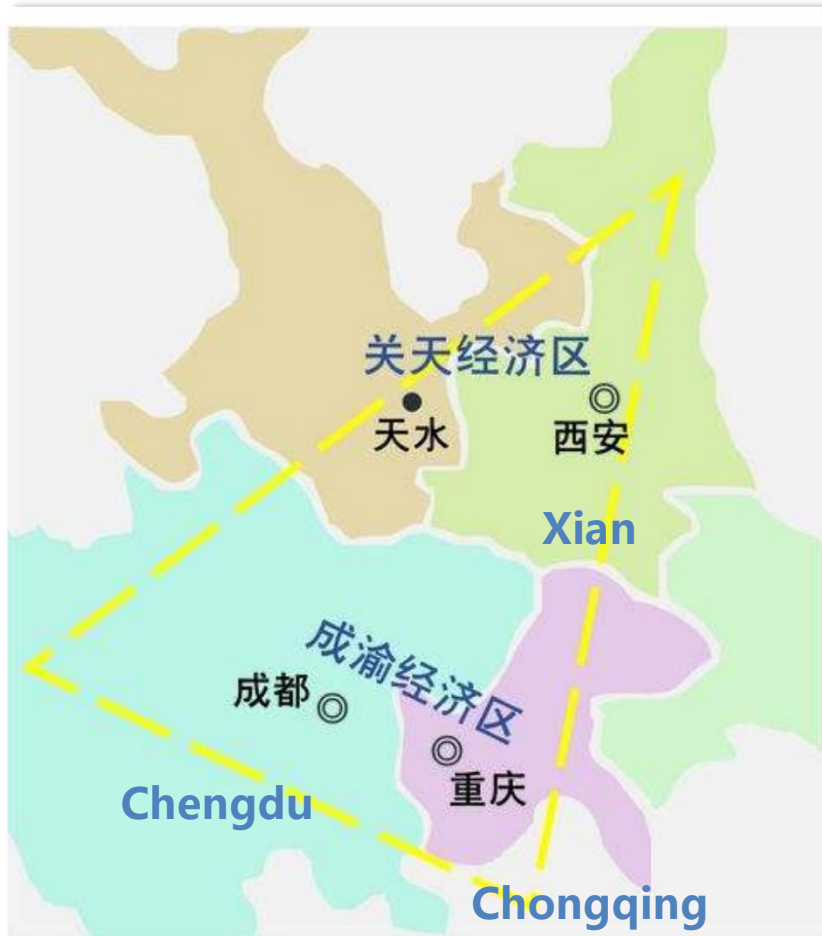 关天经济区
天水
西安
Xian
成渝经济区
成都
重庆
Chengdu
Chongqing